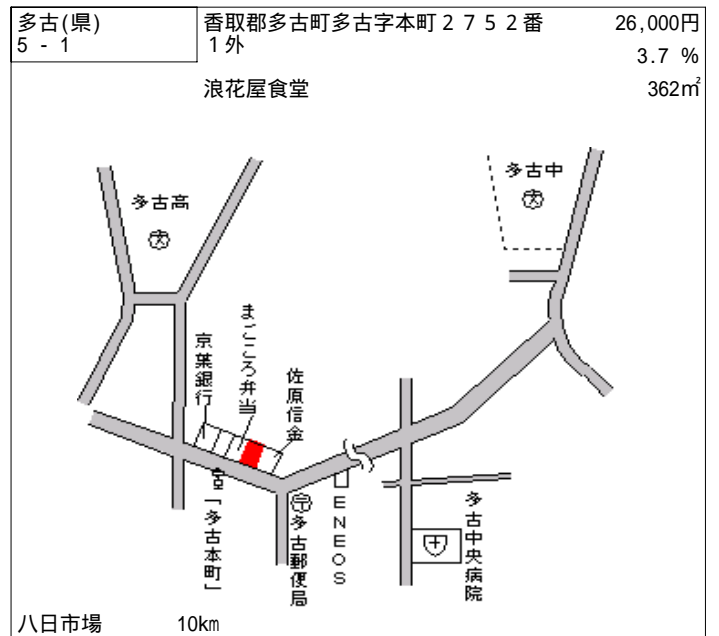 多古(県)
5 - 1
香取郡多古町多古字本町２７５２番
１外
26,000円
3.7 %
浪花屋食堂
362㎡
多古高
文
多古中
文
京葉銀行
まごころ弁当
佐原信金
「多古本町」
〒
多古郵便局
ENEOS
多古中央病院
八日市場
10km